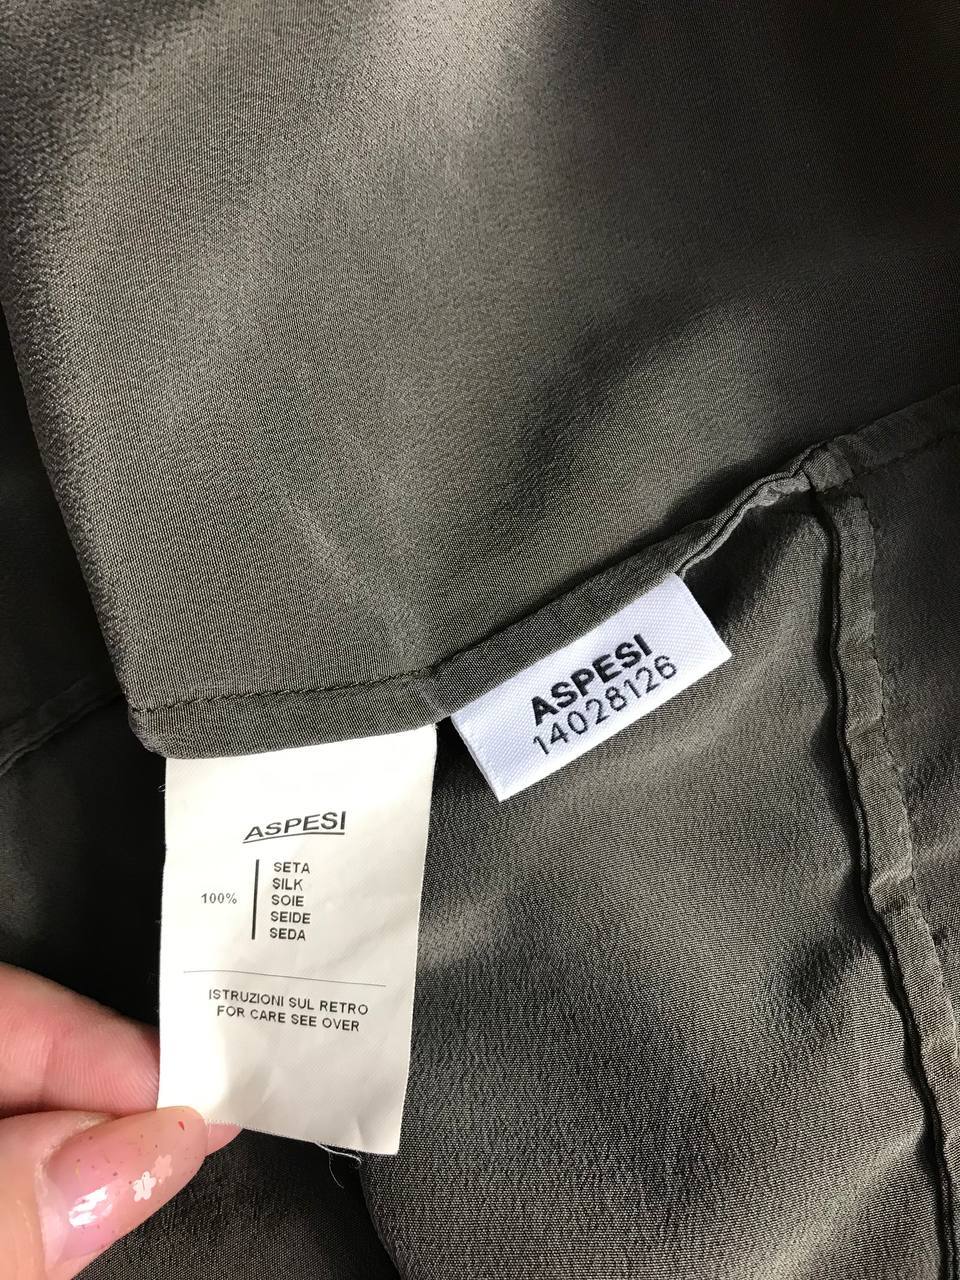 ASPESI
14028126
ASPESI
100%
SETA
SILK
SOIE
SEIDE
SEDA
ISTRUZIONI SUL RETRO
FOR CARE SEE OVER